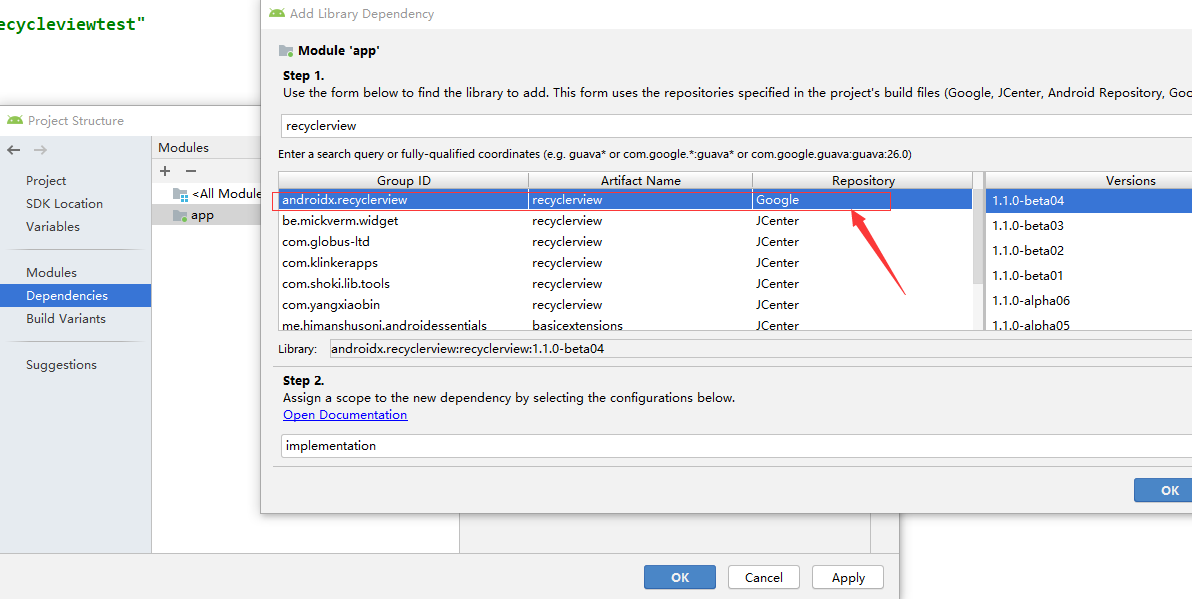 ecycleviewtest"
Add Library Dependency
Module 'app'
Step 1.
Use the form below to find the library to add. This form uses the repositories specified in the project's build files (Google, JCenter, Android Repository, Goo
recyclerview
Enter a search query or fully-qualified coordinates (e.g. guava* or com.google.*:guava* or com.google.guava:guava:26.0)
Group ID Artifact Name Repository Versions
androidx.recyclerview recyclerview Google 1.1.0-beta04
be.mickverm.widget recyclerview JCenter 1.1.0-beta03
com.globus-ltd recyclerview JCenter 1.1.0-beta02
com.klinkerapps recyclerview JCenter 1.1.0-beta01
com.shoki.lib.tools recyclerview JCenter 1.1.0-alpha06
com.yangxiaobin recyclerview JCenter 1.1.0-alpha05
me.himanshusoni.androidessentials basicextensions JCenter
Library: androidx.recyclerview:recyclerview:1.1.0-beta04
Step 2.
Assign a scope to the new dependency by selecting the configurations below.
Open Documentation
implementation
OK
Project Structure
Project
SDK Location
Variables
Modules
Dependencies
Build Variants
Suggestions
Modules
<All Module
app
OK Cancel Apply